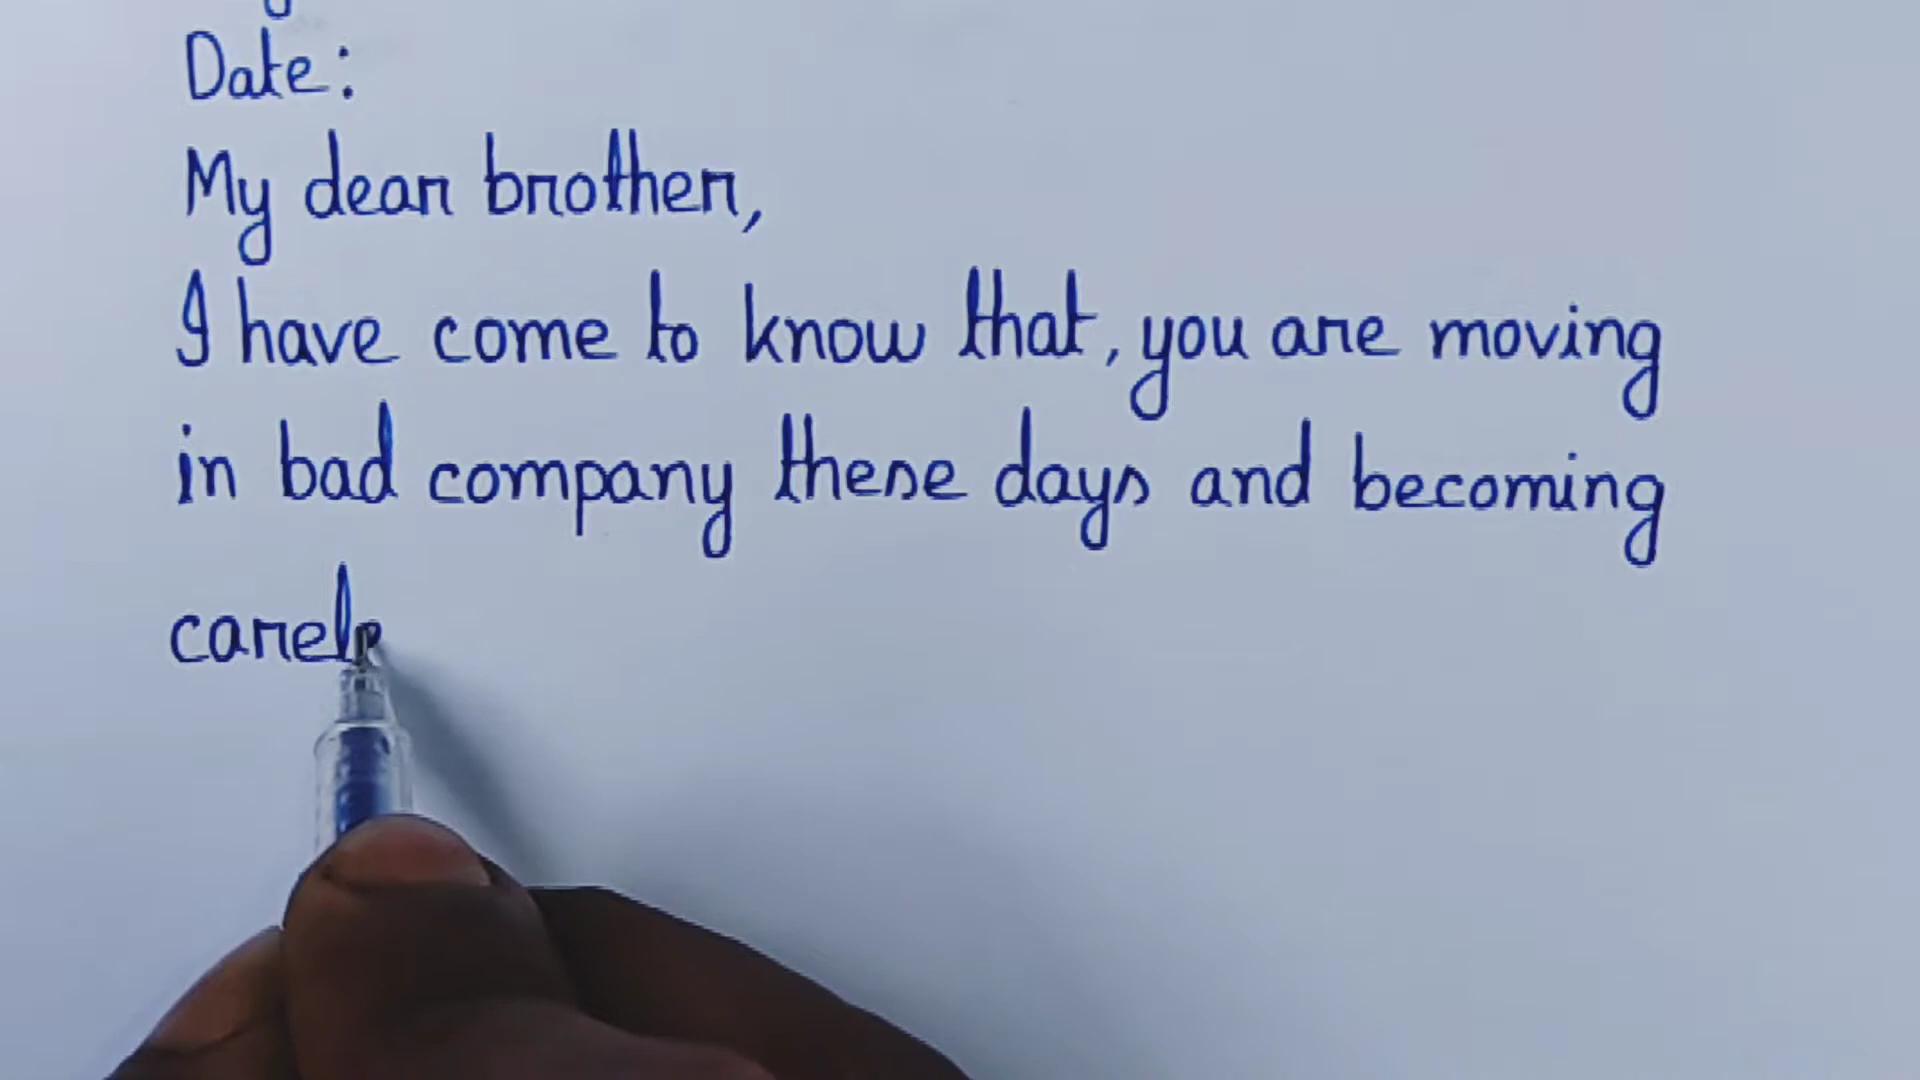 Date:
My dear brother,
I have come to know that, you are moving
in bad company these days and becoming
carele